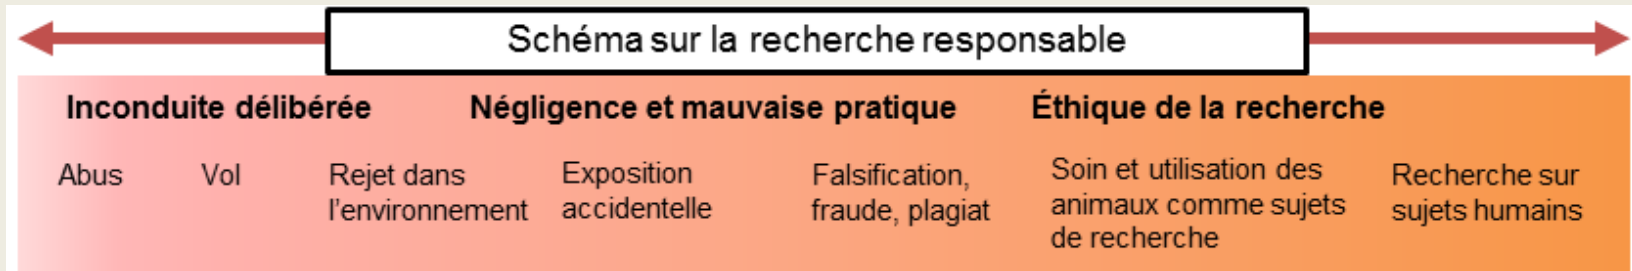 Schéma sur la recherche responsable
Inconduite délibérée
Négligence et mauvaise pratique
Éthique de la recherche
Abus
Vol
Rejet dans
l'environnement
Exposition
accidentelle
Falsification,
fraude, plagiat
Soin et utilisation des
animaux comme sujets
de recherche
Recherche sur
sujets humains